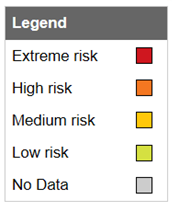 Legend
Extreme risk
High risk
Medium risk
Low risk
No Data